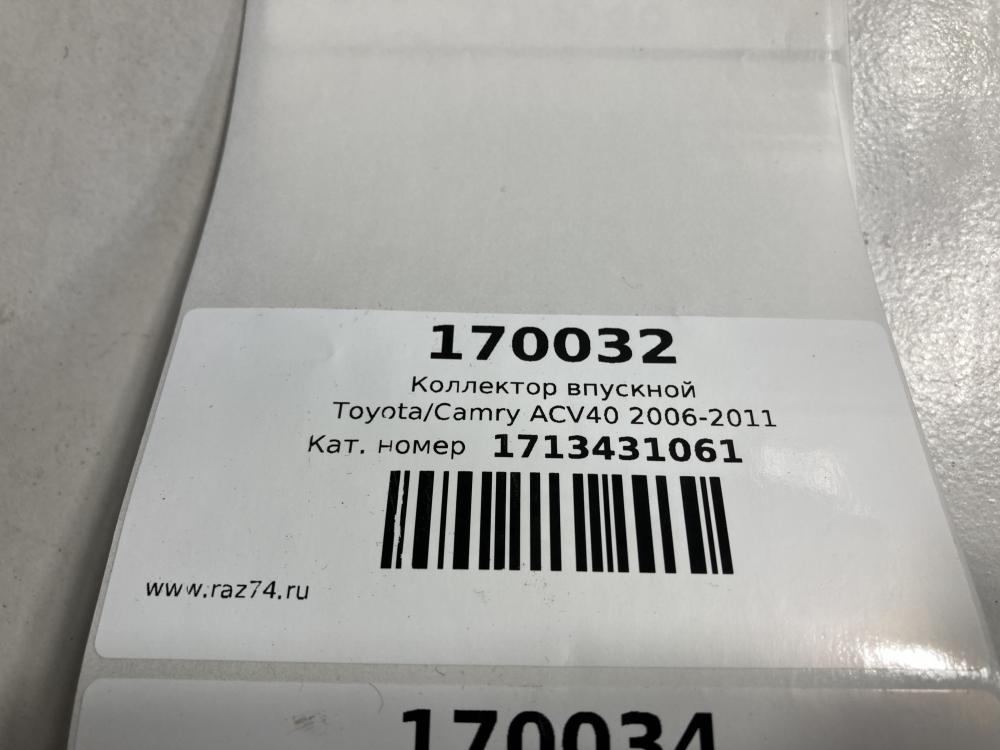 170032
Коллектор впускной
Toyota/Camry ACV40 2006-2011
Кат. номер 1713431061
www.raz74.ru
170034